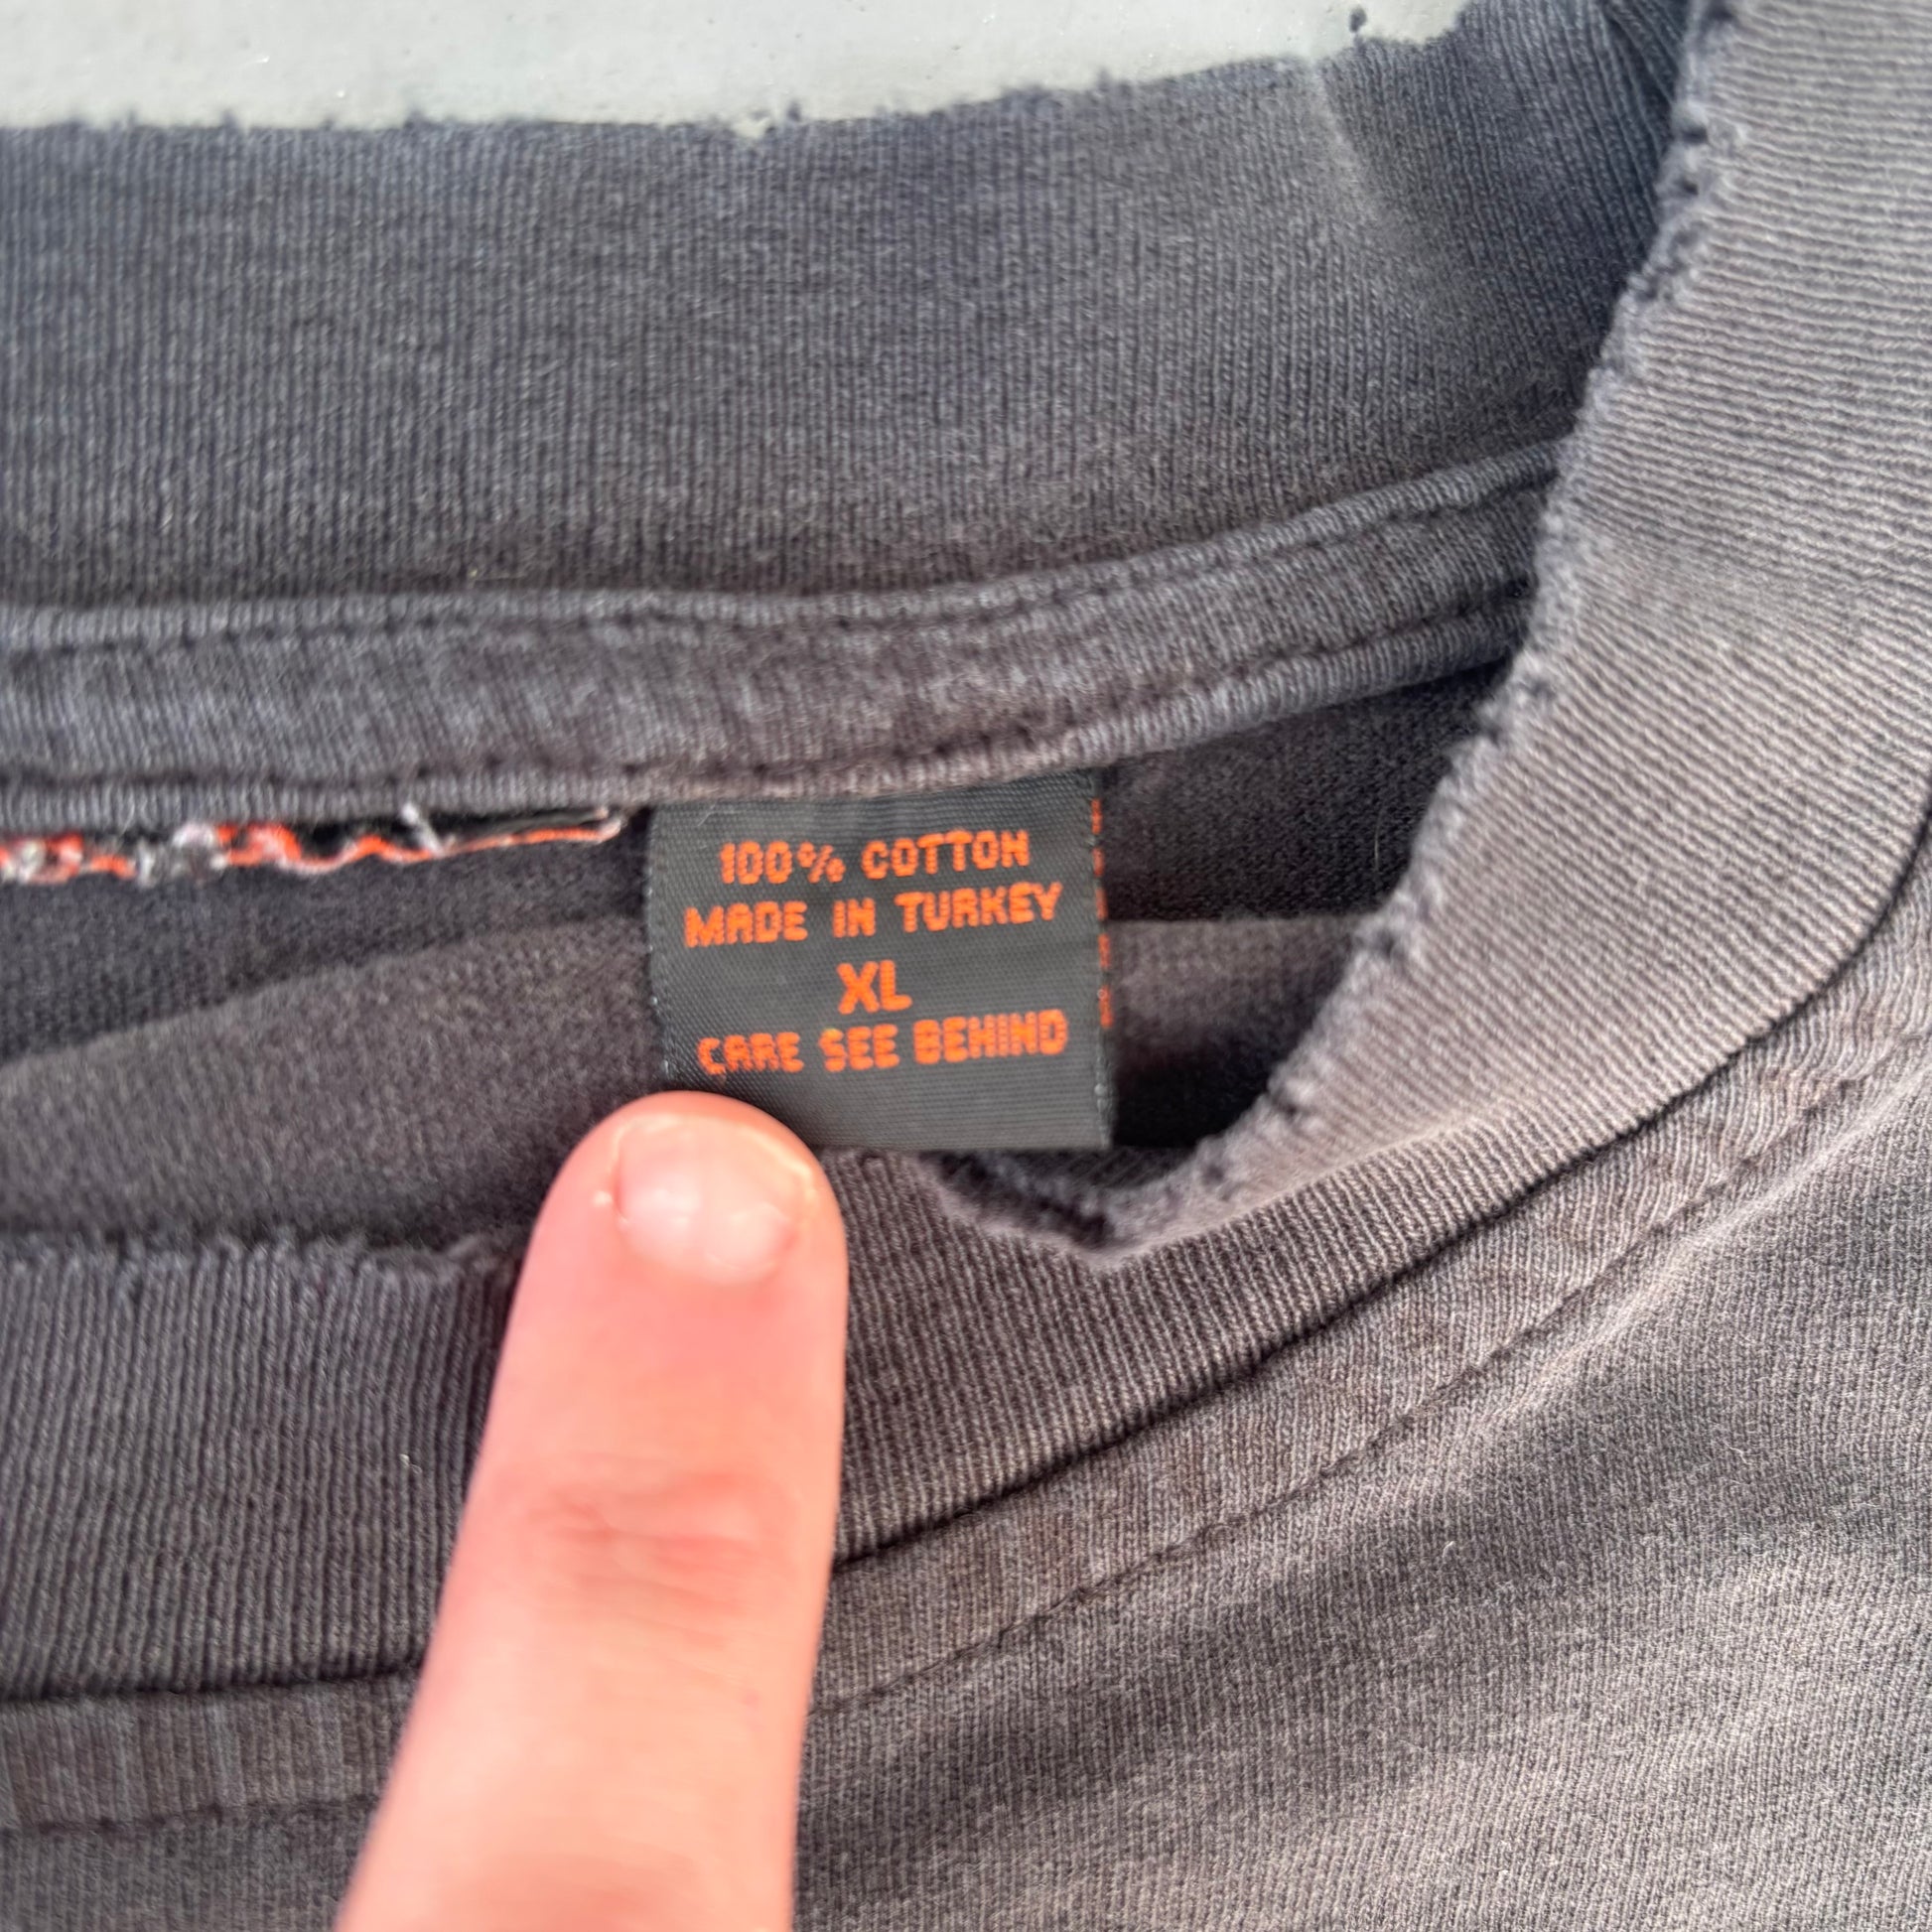 100% COTTON
MADE IN TURKEY
XL
CARE SEE BEHIND